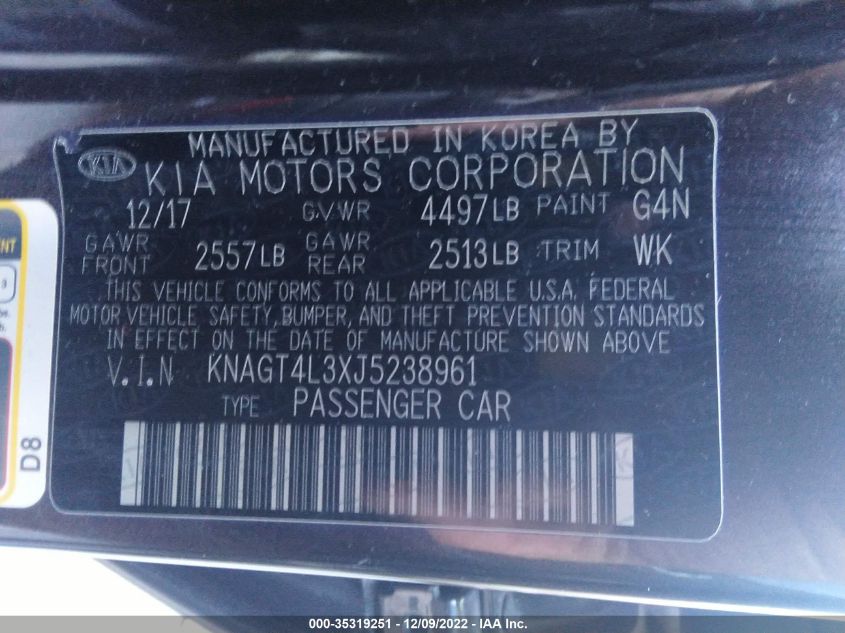 MANUFACTURED IN KOREA BY
KIA KIA MOTORS CORPORATION
12/17 GVWR 4497LB PAINT G4N
GAWR FRONT 2557LB GAWR REAR 2513LB TRIM WK
THIS VEHICLE CONFORMS TO ALL APPLICABLE U.S.A. FEDERAL
MOTOR VEHICLE SAFETY, BUMPER, AND THEFT PREVENTION STANDARDS
IN EFFECT ON THE DATE OF MANUFACTURE SHOWN ABOVE
V.I.N KNAGT4L3XJ5238961
TYPE PASSENGER CAR
D8
000-35319251 - 12/09/2022 - IAA Inc.